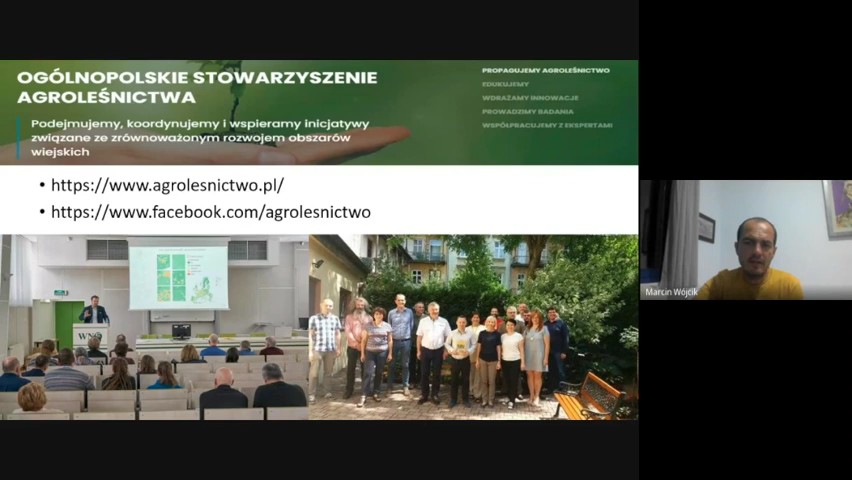 OGÓLNOPOLSKIE STOWARZYSZENIE
AGROLEŚNICTWA
Podejmujemy, koordynujemy i wspieramy inicjatywy
związane ze zrównoważonym rozwojem obszarów
wiejskich
PROPAGUJEMY AGROLEŚNICTWO
EDUKUJEMY
WDRAŻAMY INNOWACJE
PROWADZIMY BADANIA
WSPÓŁPRACUJEMY Z EKSPERTAMI
• https://www.agrolesnictwo.pl/
• https://www.facebook.com/agrolesnictwo
Marcin Wójcik